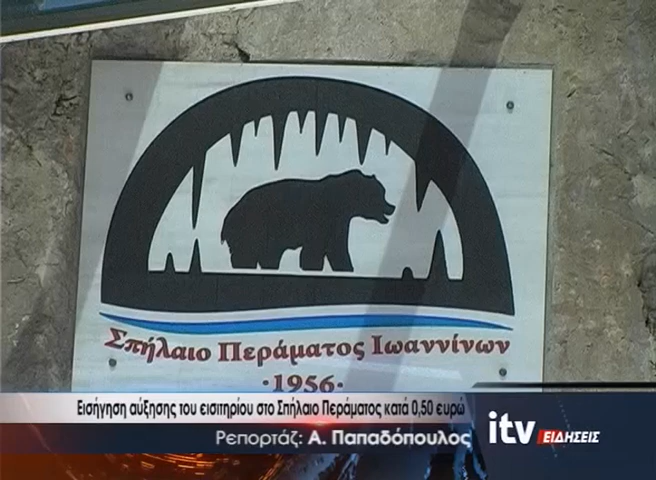 Σπήλαιο Περάματος Ιωαννίνων
·1956·
Εισήγηση αύξησης του εισιτηρίου στο Σπήλαιο Περάματος κατά 0,50 ευρώ
Ρεπορτάζ: Α. Παπαδόπουλος
itv ΕΙΔΗΣΕΙΣ